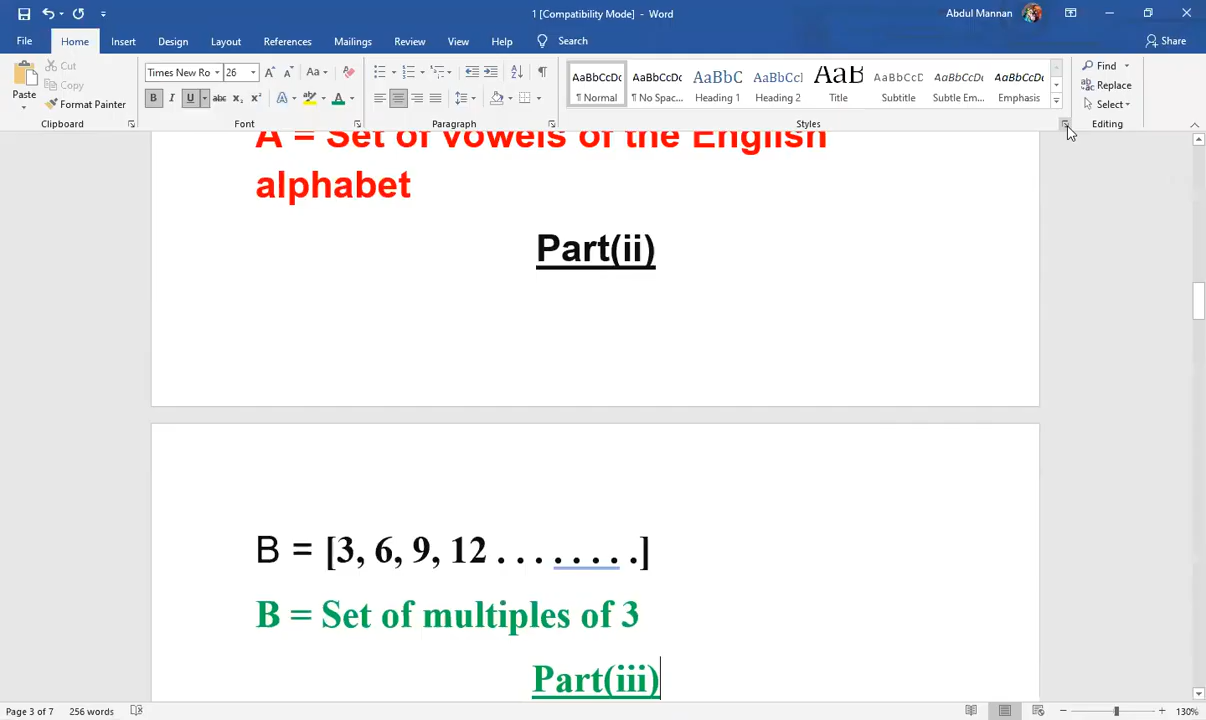 1 [Compatibility Mode] - Word
Abdul Mannan
File Home Insert Design Layout References Mailings Review View Help Search Share
Paste
Cut
Copy
Format Painter
Times New Ro 26
Aa
AaBbCcDc AaBbCcDc AaBbC AaBbCcI AaB AaBbCcD AaBbCcDc AaBbCcDc
¶ Normal ¶ No Spac... Heading 1 Heading 2 Title Subtitle Subtle Em... Emphasis
Find
Replace
Select
Clipboard Font Paragraph Styles Editing
A = Set of vowels of the English
alphabet
Part(ii)
B = [3, 6, 9, 12 . . . . . . . .]
B = Set of multiples of 3
Part(iii)
Page 3 of 7 256 words 130%